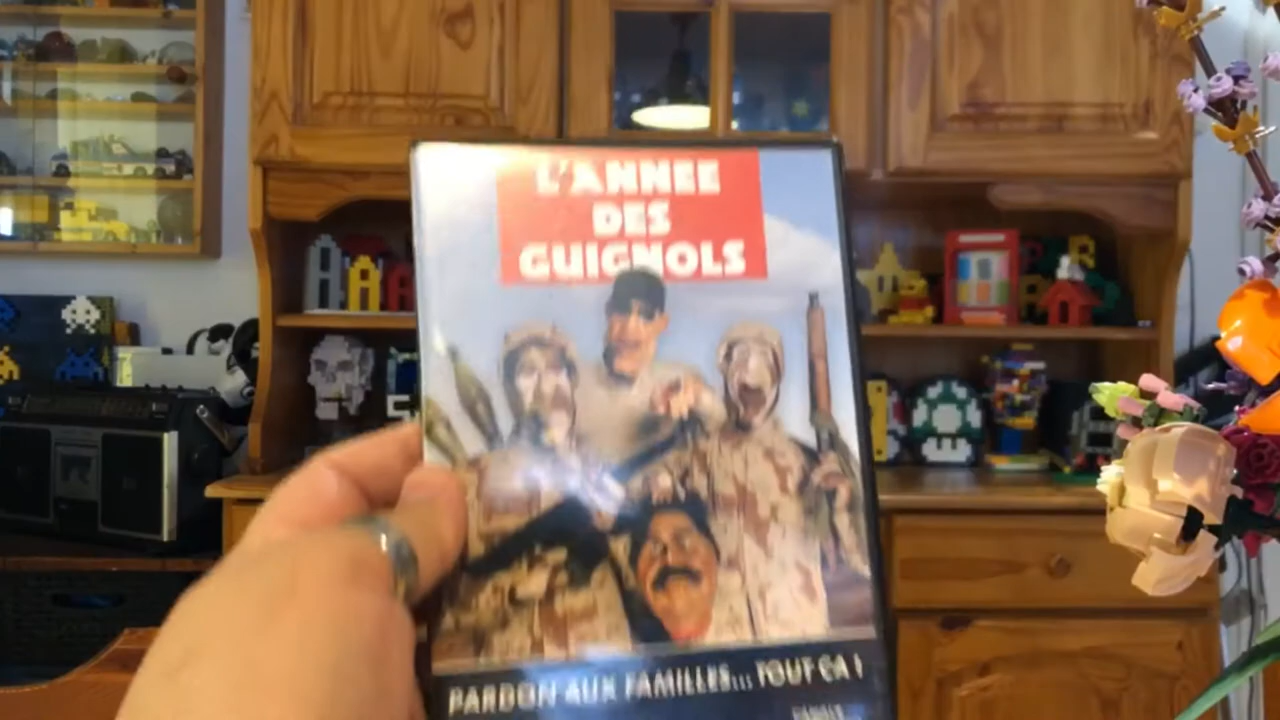 L'ANNEE
DES
GUIGNOLS
PARDON AUX FAMILLES... TOUT ÇA !